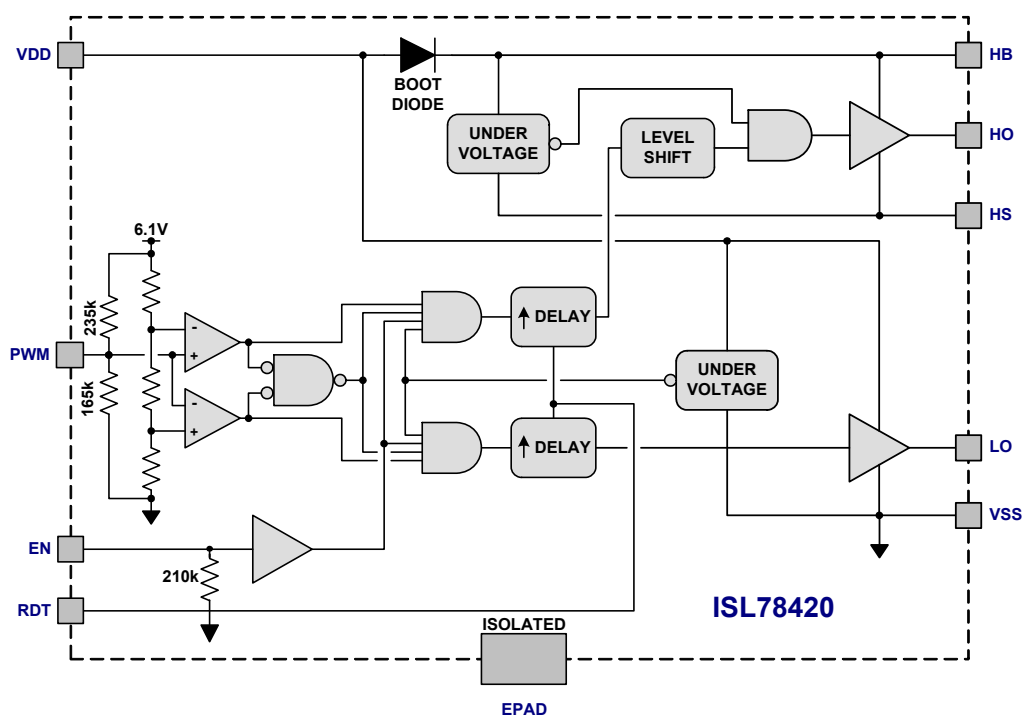 VDD
BOOT
DIODE
HB
UNDER
VOLTAGE
LEVEL
SHIFT
HO
HS
6.1V
235k
-
+
DELAY
PWM
165k
-
+
UNDER
VOLTAGE
DELAY
LO
VSS
EN
210k
RDT
ISL78420
ISOLATED
EPAD